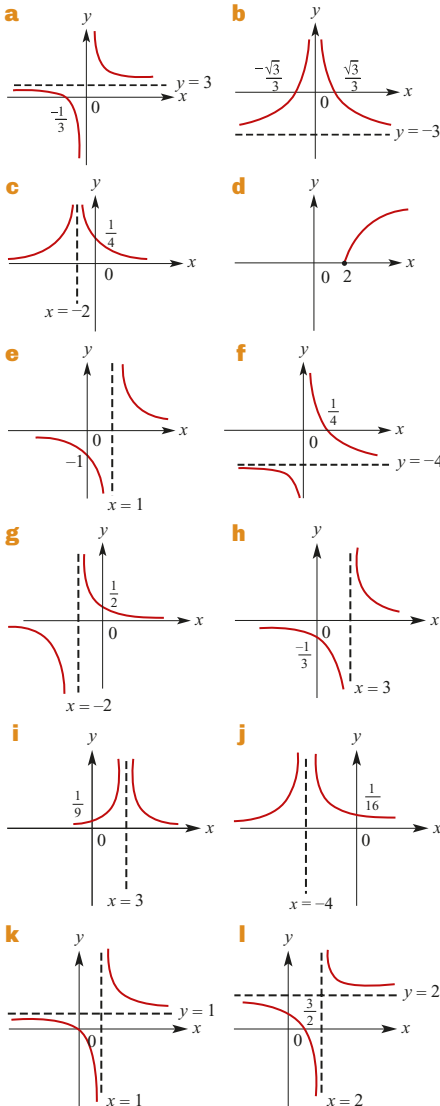 a
y
y = 3
x
0
-1/3
b
y
-√3/3
√3/3
x
0
y = -3
c
y
1/4
x
0
x = -2
d
y
x
0 2
e
y
0
x
-1
x = 1
f
y
1/4
x
0
y = -4
g
y
1/2
x
0
x = -2
h
y
0
x
-1/3
x = 3
i
y
1/9
x
0
x = 3
j
y
1/16
x
0
x = -4
k
y
y = 1
x
0
x = 1
l
y
y = 2
3/2
x
0
x = 2